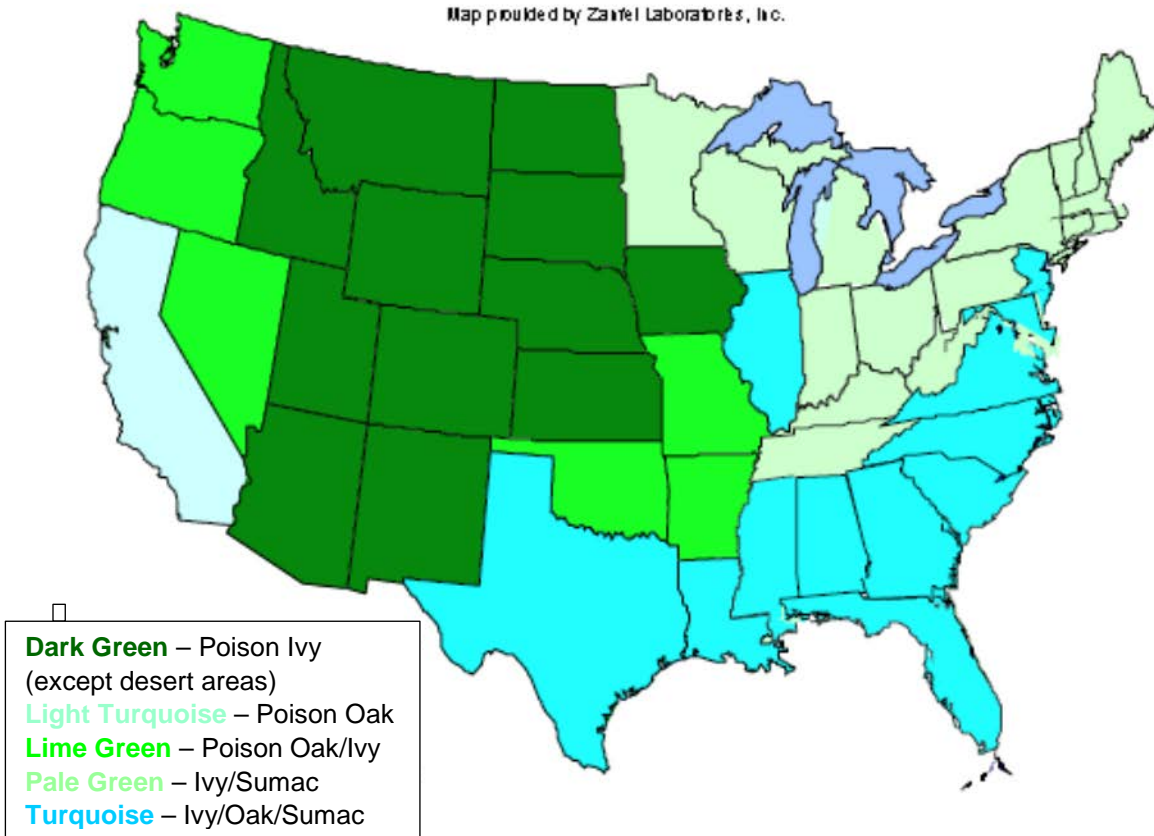 Map provided by Zanfel Laboratories, Inc.
Dark Green – Poison Ivy
(except desert areas)
Light Turquoise – Poison Oak
Lime Green – Poison Oak/Ivy
Pale Green – Ivy/Sumac
Turquoise – Ivy/Oak/Sumac